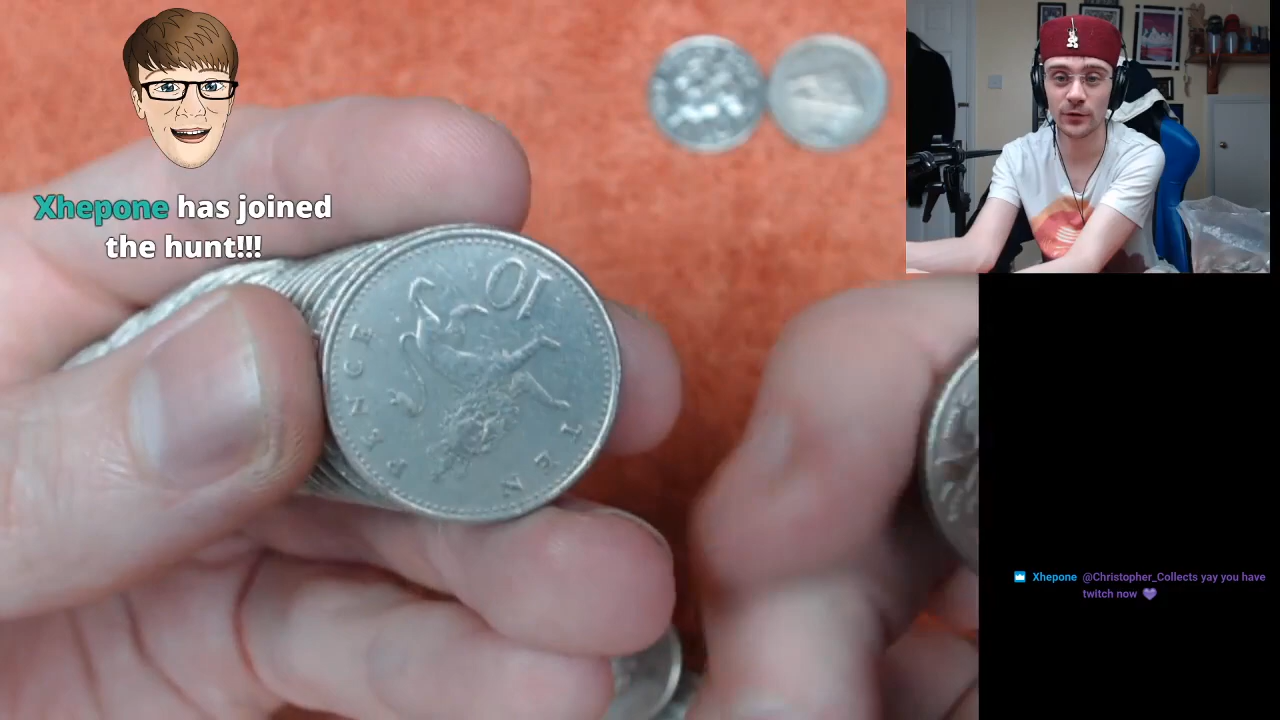 Xhepone has joined
the hunt!!!
10
TEN PENCE
Xhepone @Christopher_Collects yay you have
twitch now 💜